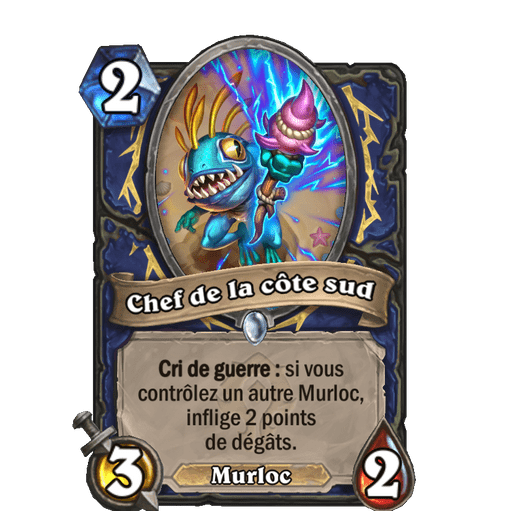 2
Chef de la côte sud
Cri de guerre : si vous
contrôlez un autre Murloc,
inflige 2 points
de dégâts.
3
Murloc
2